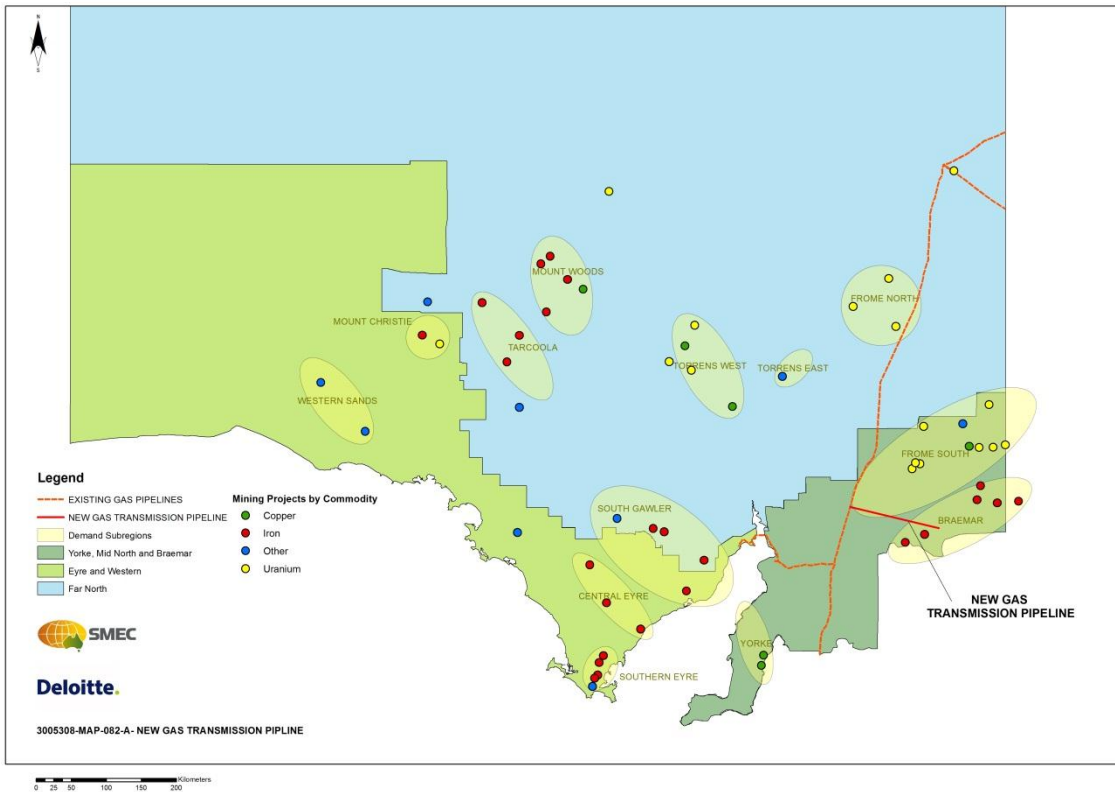 N
S
MOUNT WOODS
FROME NORTH
MOUNT CHRISTIE
TARCOOLA
TORRENS WEST
TORRENS EAST
WESTERN SANDS
FROME SOUTH
SOUTH GAWLER
BRAEMAR
CENTRAL EYRE
NEW GAS
TRANSMISSION PIPELINE
YORKE
SOUTHERN EYRE
Legend
EXISTING GAS PIPELINES
NEW GAS TRANSMISSION PIPELINE
Demand Subregions
Yorke, Mid North and Braemar
Eyre and Western
Far North
Mining Projects by Commodity
Copper
Iron
Other
Uranium
SMEC
Deloitte.
3005308-MAP-082-A- NEW GAS TRANSMISSION PIPLINE
Kilometers
0 25 50 100 150 200